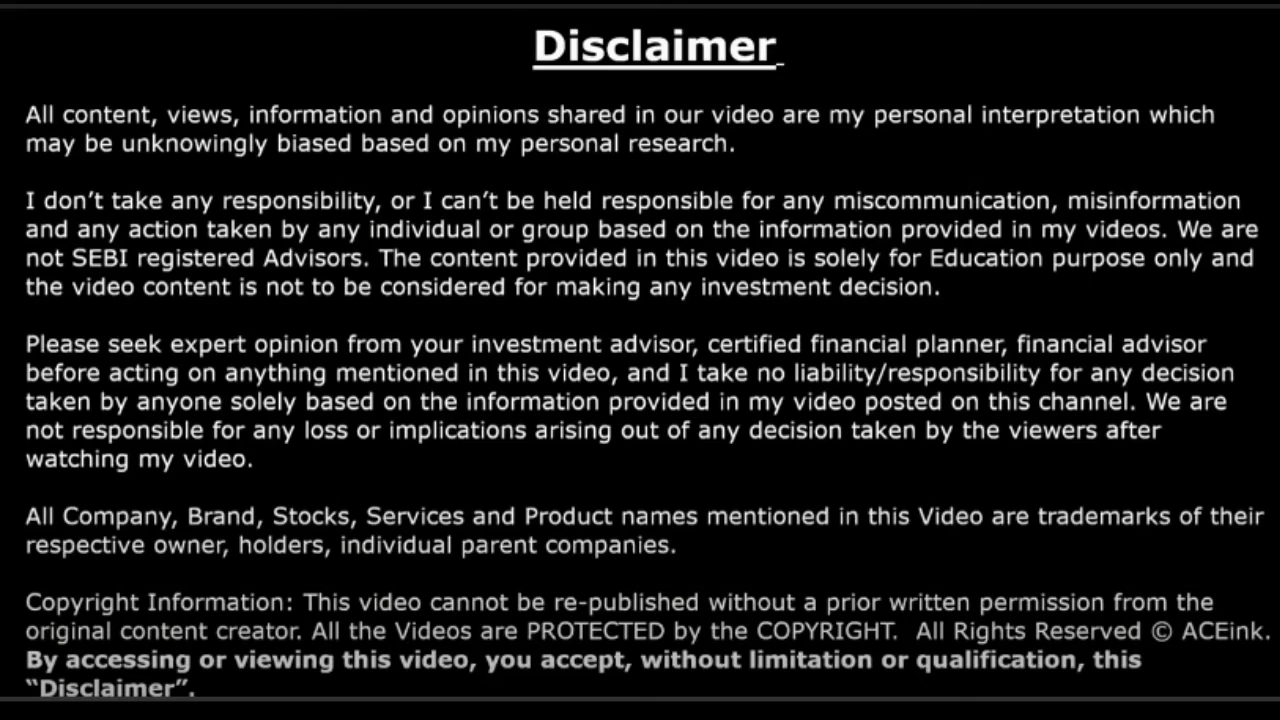 Disclaimer
All content, views, information and opinions shared in our video are my personal interpretation which
may be unknowingly biased based on my personal research.
I don’t take any responsibility, or I can’t be held responsible for any miscommunication, misinformation
and any action taken by any individual or group based on the information provided in my videos. We are
not SEBI registered Advisors. The content provided in this video is solely for Education purpose only and
the video content is not to be considered for making any investment decision.
Please seek expert opinion from your investment advisor, certified financial planner, financial advisor
before acting on anything mentioned in this video, and I take no liability/responsibility for any decision
taken by anyone solely based on the information provided in my video posted on this channel. We are
not responsible for any loss or implications arising out of any decision taken by the viewers after
watching my video.
All Company, Brand, Stocks, Services and Product names mentioned in this Video are trademarks of their
respective owner, holders, individual parent companies.
Copyright Information: This video cannot be re-published without a prior written permission from the
original content creator. All the Videos are PROTECTED by the COPYRIGHT.  All Rights Reserved © ACEink.
By accessing or viewing this video, you accept, without limitation or qualification, this
“Disclaimer”.